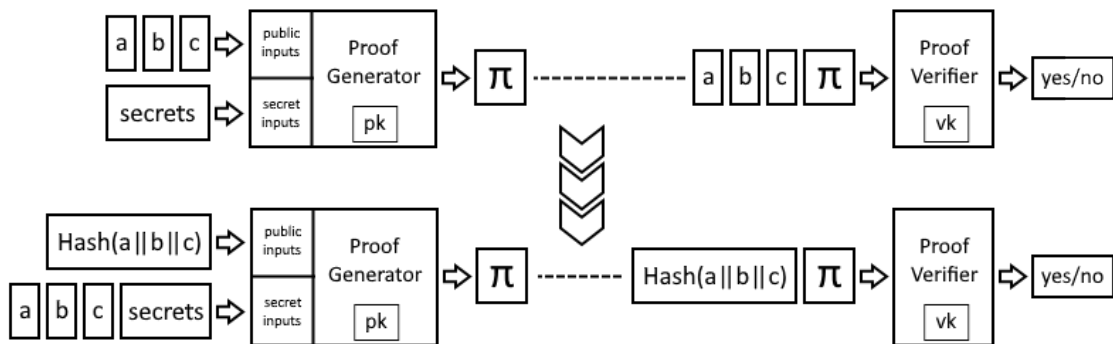 a b c
public inputs
Proof Generator
π
a b c π
Proof Verifier
yes/no
secrets
secret inputs
pk
vk
Hash(a||b||c)
public inputs
Proof Generator
π
Hash(a||b||c) π
Proof Verifier
yes/no
a b c secrets
secret inputs
pk
vk